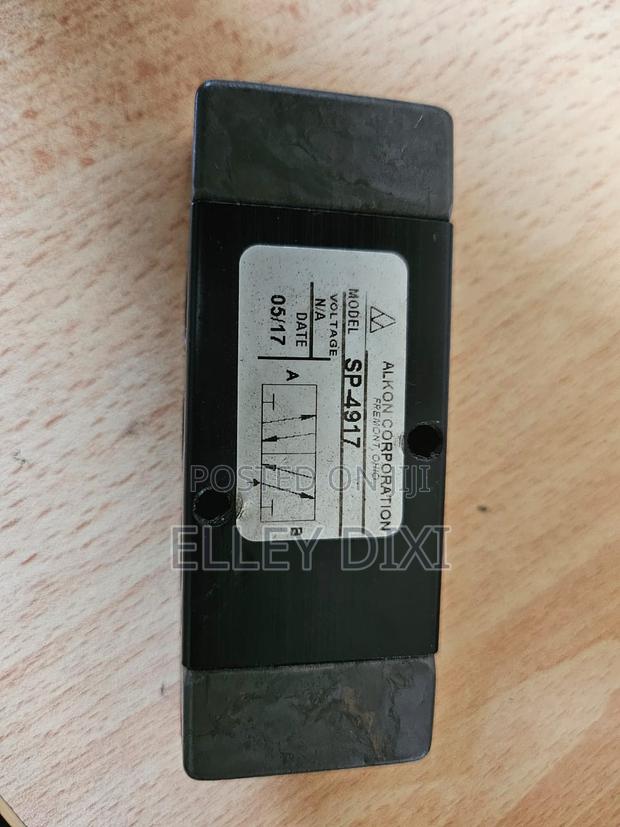 ALKON CORPORATION
FREMONT, OHIO
MODEL SP-4917
VOLTAGE
N/A
DATE
05/17
A
B
POSTED ON JIJI
ELLEY DIXI